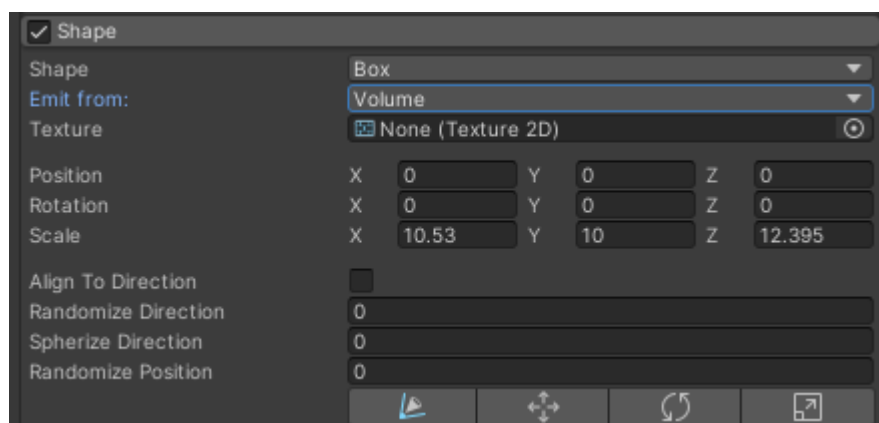 Shape
Shape Box
Emit from: Volume
Texture None (Texture 2D)
Position X 0 Y 0 Z 0
Rotation X 0 Y 0 Z 0
Scale X 10.53 Y 10 Z 12.395
Align To Direction
Randomize Direction 0
Spherize Direction 0
Randomize Position 0